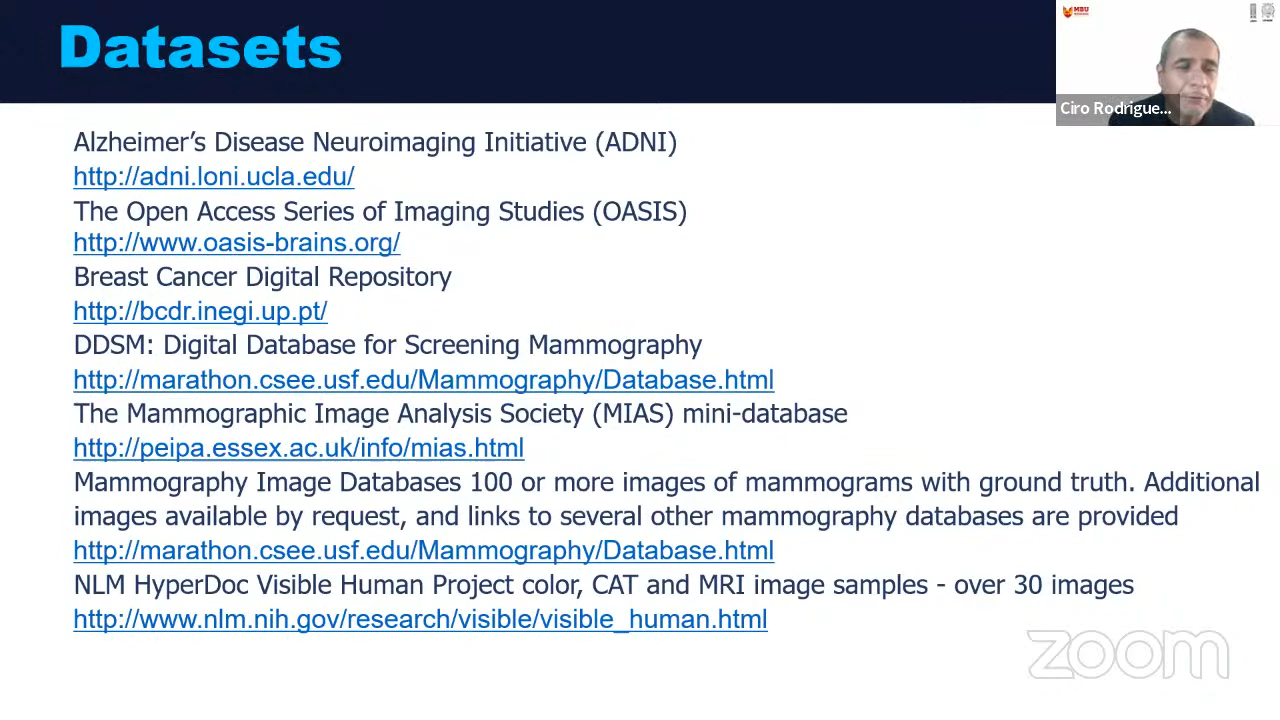 Datasets
MBU
Ciro Rodrigue...
Alzheimer’s Disease Neuroimaging Initiative (ADNI)
http://adni.loni.ucla.edu/
The Open Access Series of Imaging Studies (OASIS)
http://www.oasis-brains.org/
Breast Cancer Digital Repository
http://bcdr.inegi.up.pt/
DDSM: Digital Database for Screening Mammography
http://marathon.csee.usf.edu/Mammography/Database.html
The Mammographic Image Analysis Society (MIAS) mini-database
http://peipa.essex.ac.uk/info/mias.html
Mammography Image Databases 100 or more images of mammograms with ground truth. Additional
images available by request, and links to several other mammography databases are provided
http://marathon.csee.usf.edu/Mammography/Database.html
NLM HyperDoc Visible Human Project color, CAT and MRI image samples - over 30 images
http://www.nlm.nih.gov/research/visible/visible_human.html
zoom